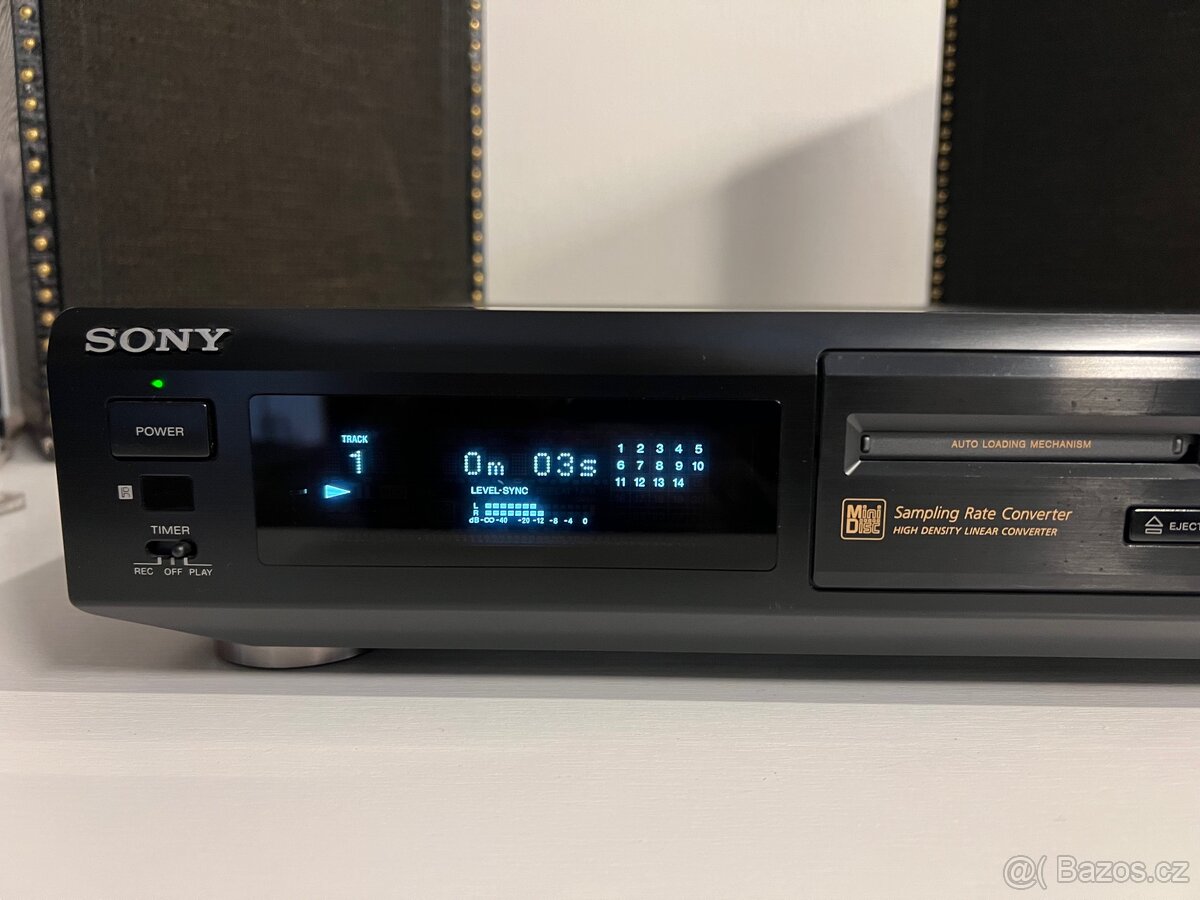 SONY
POWER
TIMER
REC OFF PLAY
TRACK
1
0m 03s
LEVEL-SYNC
L
R
dB-∞-40 -20 -12 -8 -4 0
1 2 3 4 5
6 7 8 9 10
11 12 13 14
AUTO LOADING MECHANISM
Mini
Disc
Sampling Rate Converter
HIGH DENSITY LINEAR CONVERTER
EJECT
@( Bazos.cz